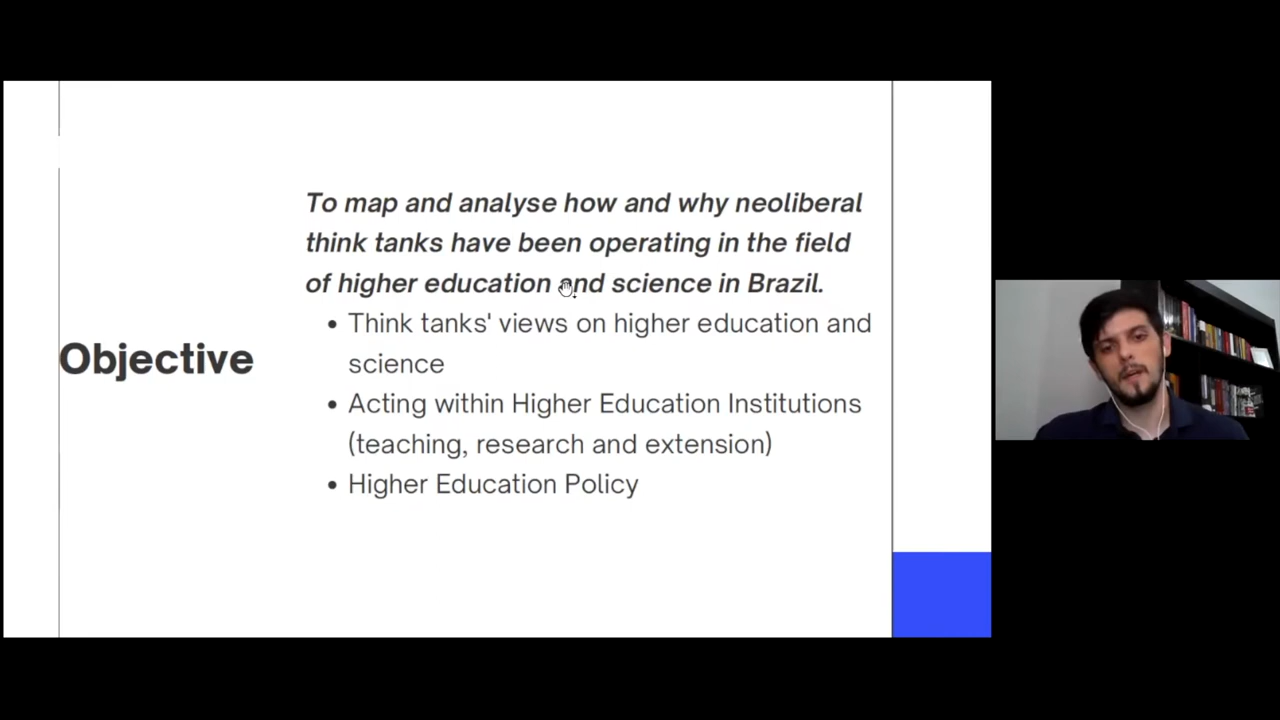 Objective
To map and analyse how and why neoliberal
think tanks have been operating in the field
of higher education and science in Brazil.
• Think tanks' views on higher education and
science
• Acting within Higher Education Institutions
(teaching, research and extension)
• Higher Education Policy